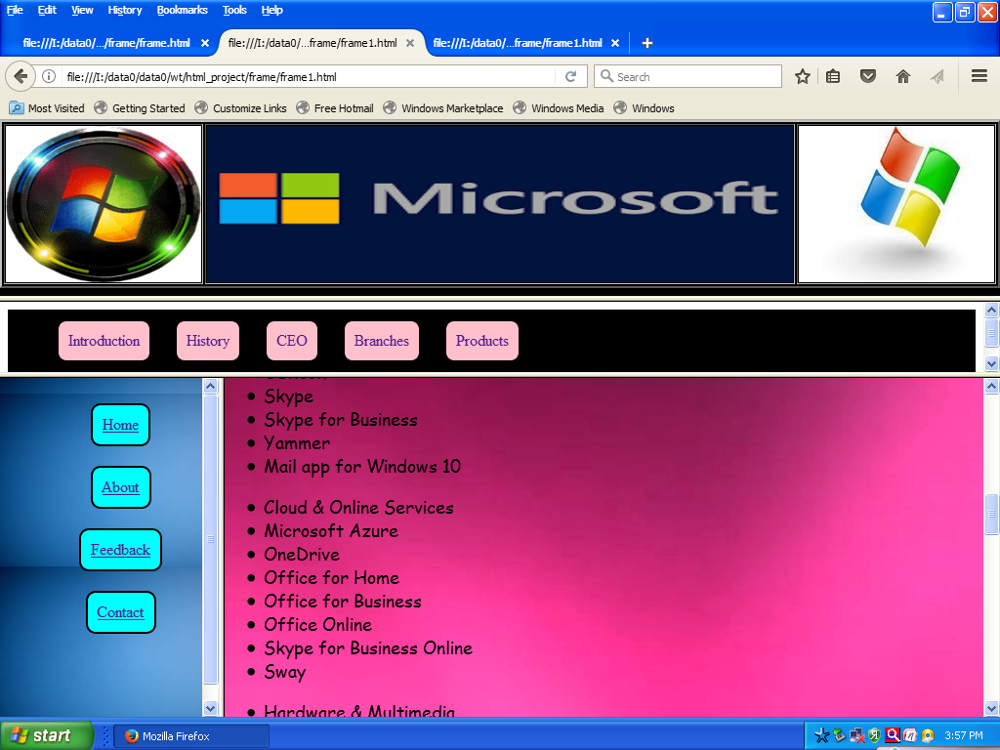 File Edit View History Bookmarks Tools Help
file:///I:/data0/.../frame/frame.html file:///I:/data0/...frame/frame1.html file:///I:/data0/...frame/frame1.html
file:///I:/data0/data0/wt/html_project/frame/frame1.html Search
Most Visited Getting Started Customize Links Free Hotmail Windows Marketplace Windows Media Windows
Microsoft
Introduction History CEO Branches Products
Home
About
Feedback
Contact
Skype
Skype for Business
Yammer
Mail app for Windows 10
Cloud & Online Services
Microsoft Azure
OneDrive
Office for Home
Office for Business
Office Online
Skype for Business Online
Sway
Hardware & Multimedia
start Mozilla Firefox 3:57 PM